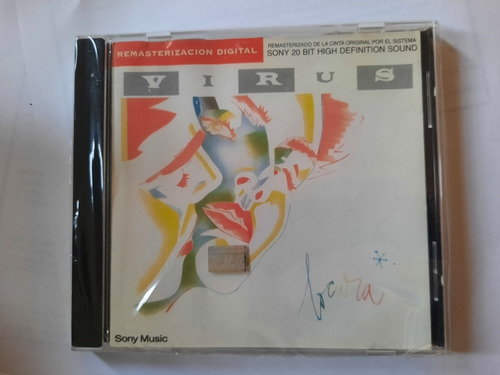 REMASTERIZACION DIGITAL
REMASTERIZADO DE LA CINTA ORIGINAL POR EL SISTEMA
SONY 20 BIT HIGH DEFINITION SOUND
VIRUS
locura
Sony Music